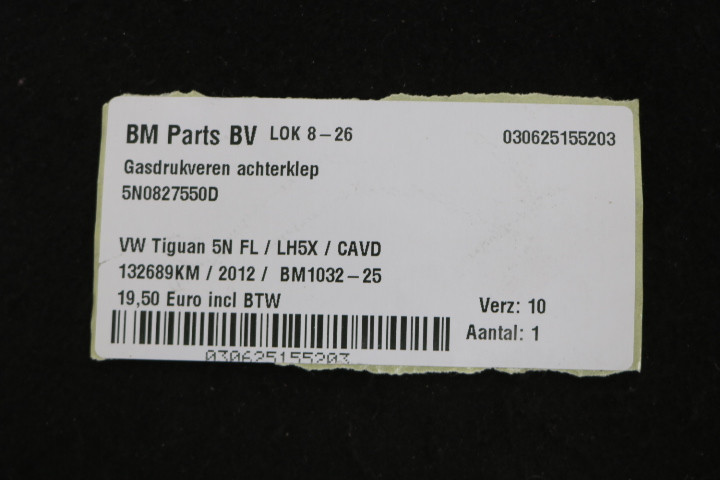 BM Parts BV LOK 8-26 030625155203
Gasdrukveren achterklep
5N0827550D
VW Tiguan 5N FL / LH5X / CAVD
132689KM / 2012 / BM1032-25
19,50 Euro incl BTW Verz: 10
Aantal: 1
030625155203